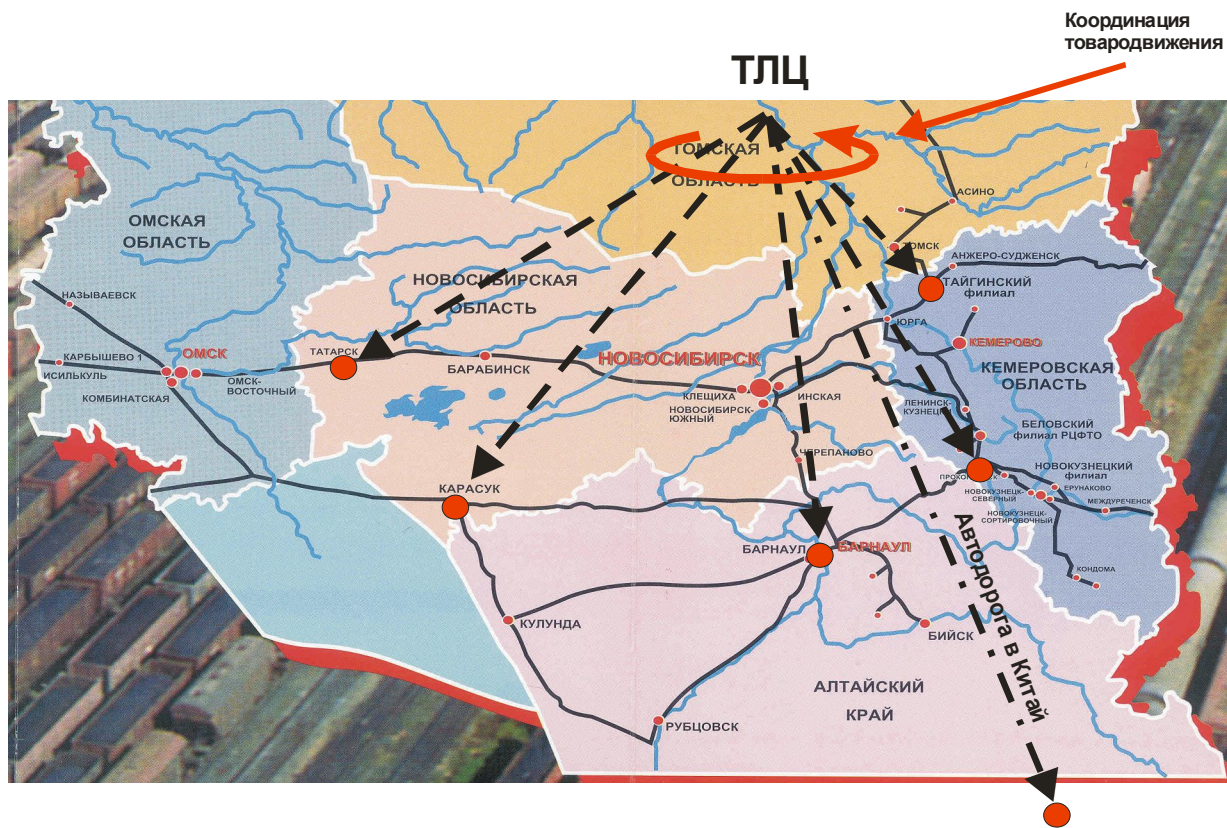 Координация
товародвижения
ТЛЦ
ТОМСКАЯ
ОБЛАСТЬ
АСИНО
ОМСКАЯ
ОБЛАСТЬ
ТОМСК
АНЖЕРО-СУДЖЕНСК
НОВОСИБИРСКАЯ
ОБЛАСТЬ
ТАЙГИНСКИЙ
филиал
НАЗЫВАЕВСК
ЮРГА
КЕМЕРОВО
КАРБЫШЕВО 1
ОМСК
ТАТАРСК
НОВОСИБИРСК
ИСИЛЬКУЛЬ
БАРАБИНСК
КЕМЕРОВСКАЯ
ОБЛАСТЬ
ОМСК-
ВОСТОЧНЫЙ
КОМБИНАТСКАЯ
КЛЕЩИХА
ИНСКАЯ
НОВОСИБИРСК-
ЮЖНЫЙ
ЛЕНИНСК-
КУЗНЕЦКИЙ
БЕЛОВСКИЙ
филиал РЦФТО
ЧЕРЕПАНОВО
НОВОКУЗНЕЦКИЙ
филиал
КАРАСУК
ЕРУНАКОВО
НОВОКУЗНЕЦК-
СЕВЕРНЫЙ
МЕЖДУРЕЧЕНСК
НОВОКУЗНЕЦК-
СОРТИРОВОЧНЫЙ
БАРНАУЛ
БАРНАУЛ
КОНДОМА
Автодорога в Китай
КУЛУНДА
БИЙСК
АЛТАЙСКИЙ
КРАЙ
РУБЦОВСК